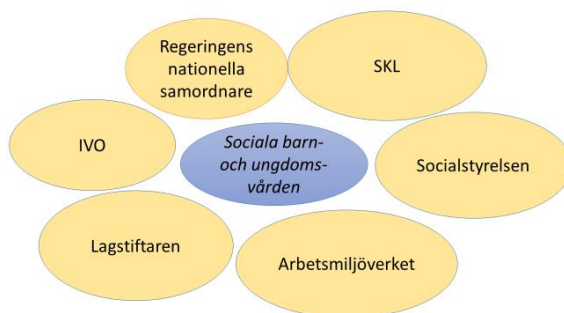 Regeringens
nationella
samordnare
SKL
IVO
Sociala barn-
och ungdoms-
vården
Socialstyrelsen
Lagstiftaren
Arbetsmiljöverket